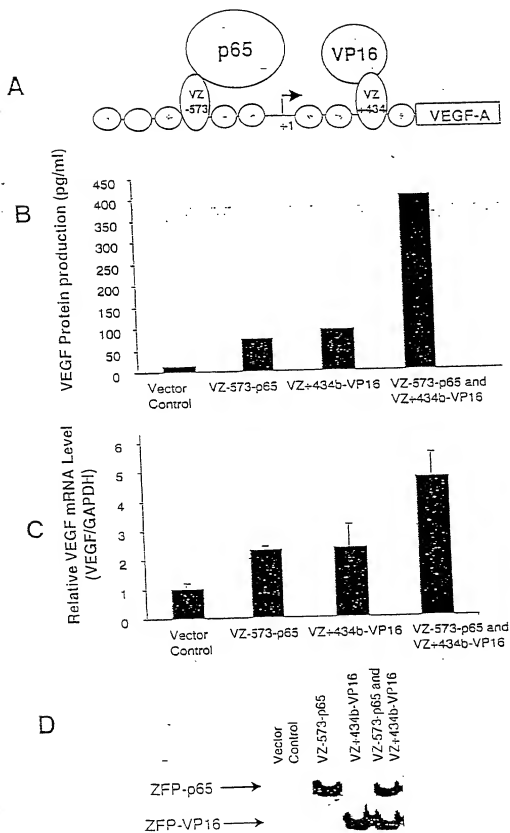 A
p65
VP16
VZ
-573
VZ
+434
+1
VEGF-A
B
VEGF Protein production (pg/ml)
450
400
350
300
250
200
150
100
50
0
Vector
Control
VZ-573-p65
VZ+434b-VP16
VZ-573-p65 and
VZ+434b-VP16
C
Relative VEGF mRNA Level
(VEGF/GAPDH)
6
5
4
3
2
1
0
Vector
Control
VZ-573-p65
VZ+434b-VP16
VZ-573-p65 and
VZ+434b-VP16
D
Vector
Control
VZ-573-p65
VZ+434b-VP16
VZ-573-p65 and
VZ+434b-VP16
ZFP-p65
ZFP-VP16